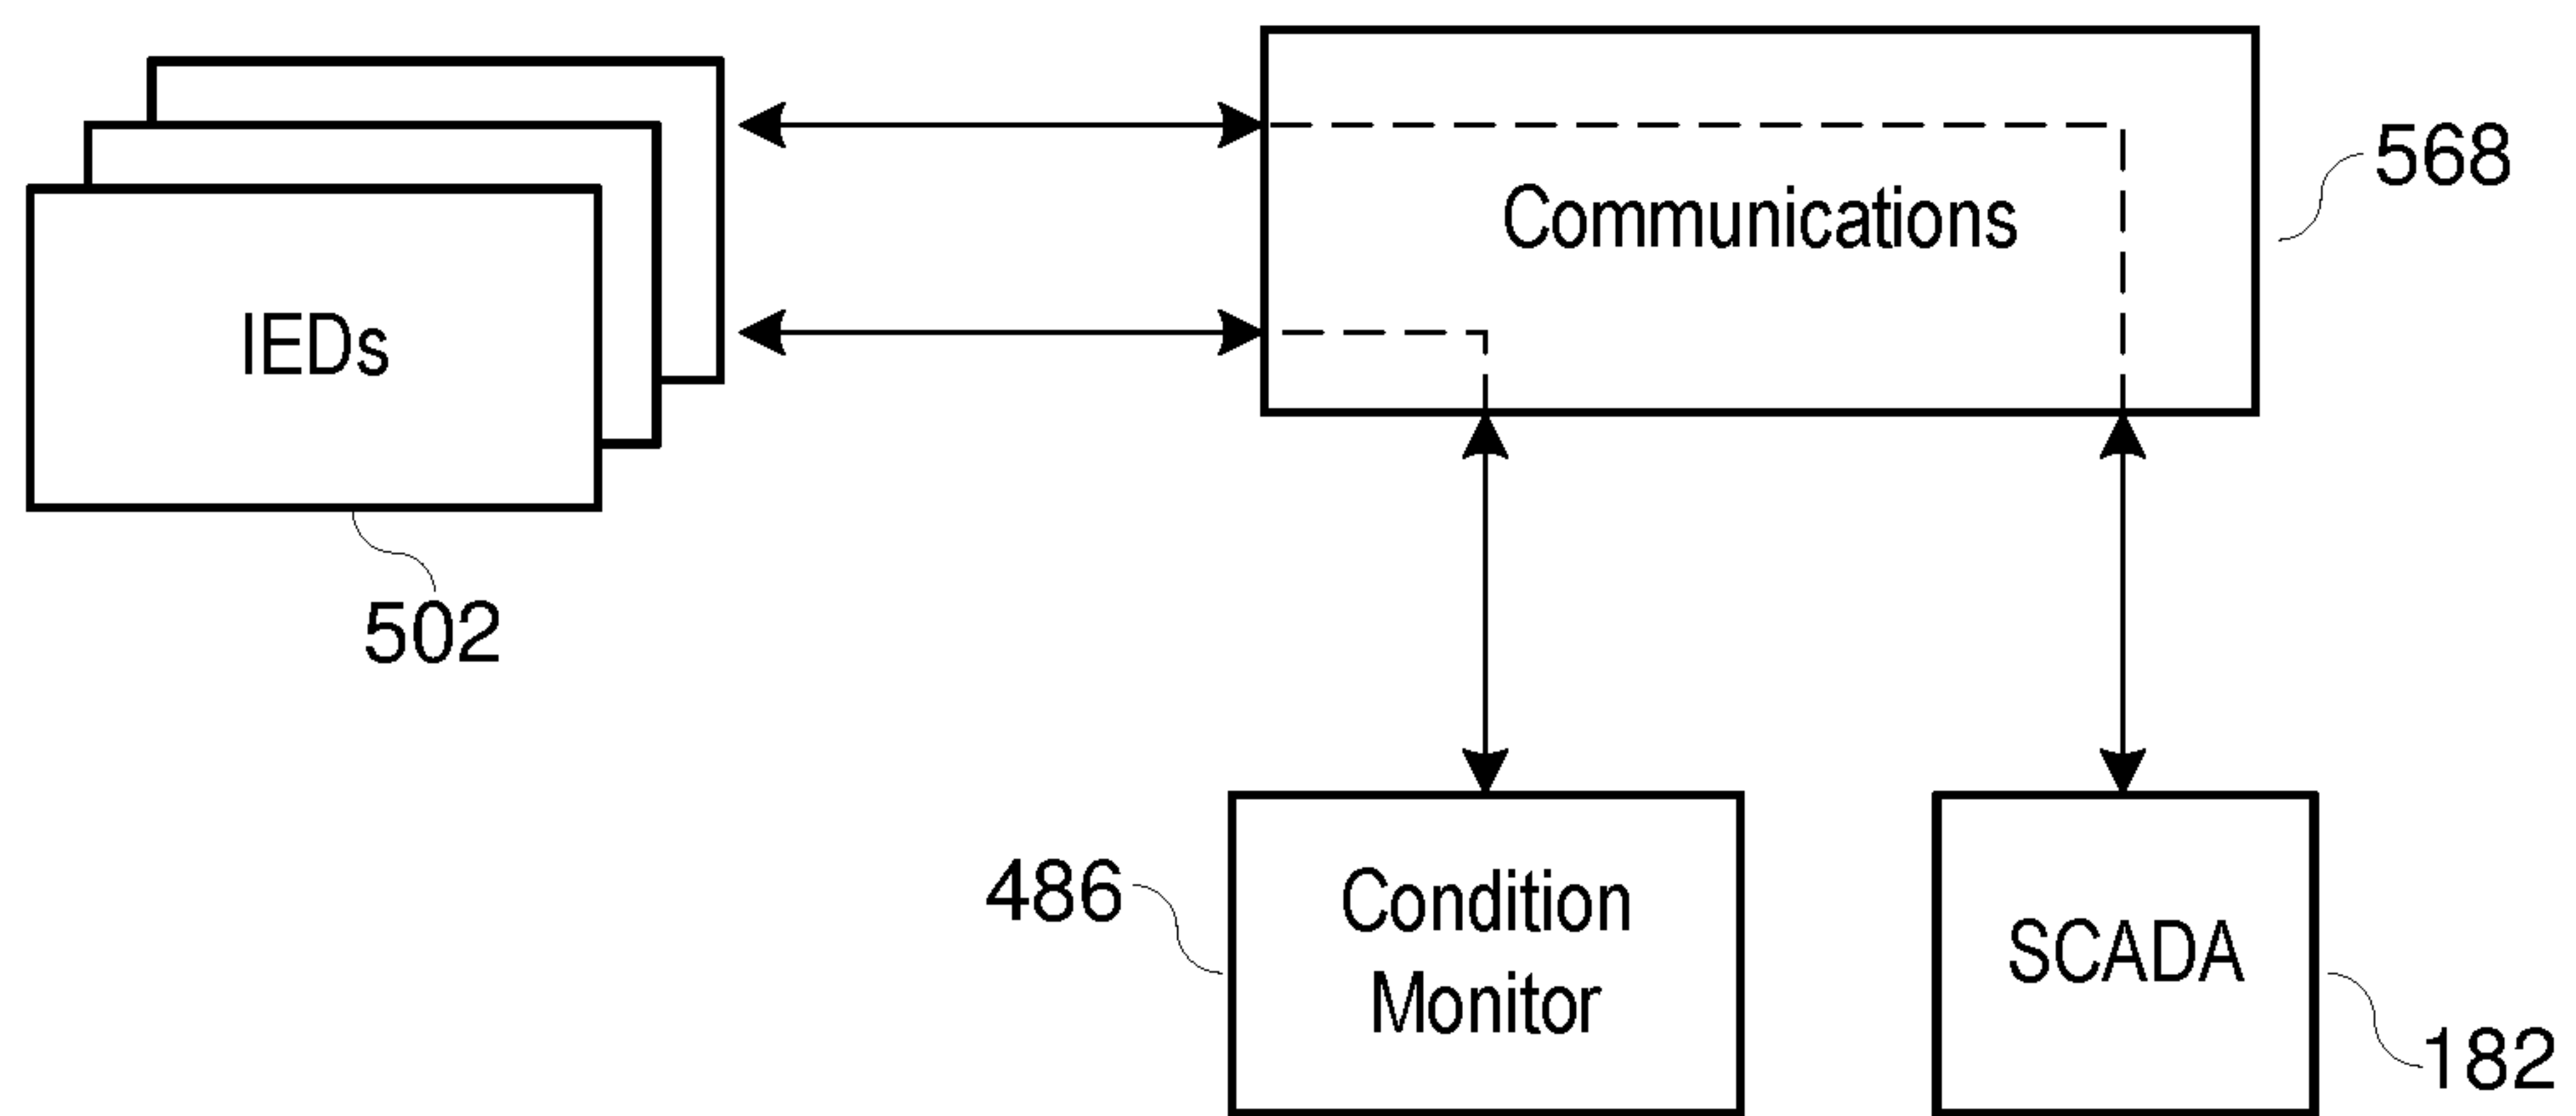 Communications
568
IEDs
502
486
Condition
Monitor
SCADA
182